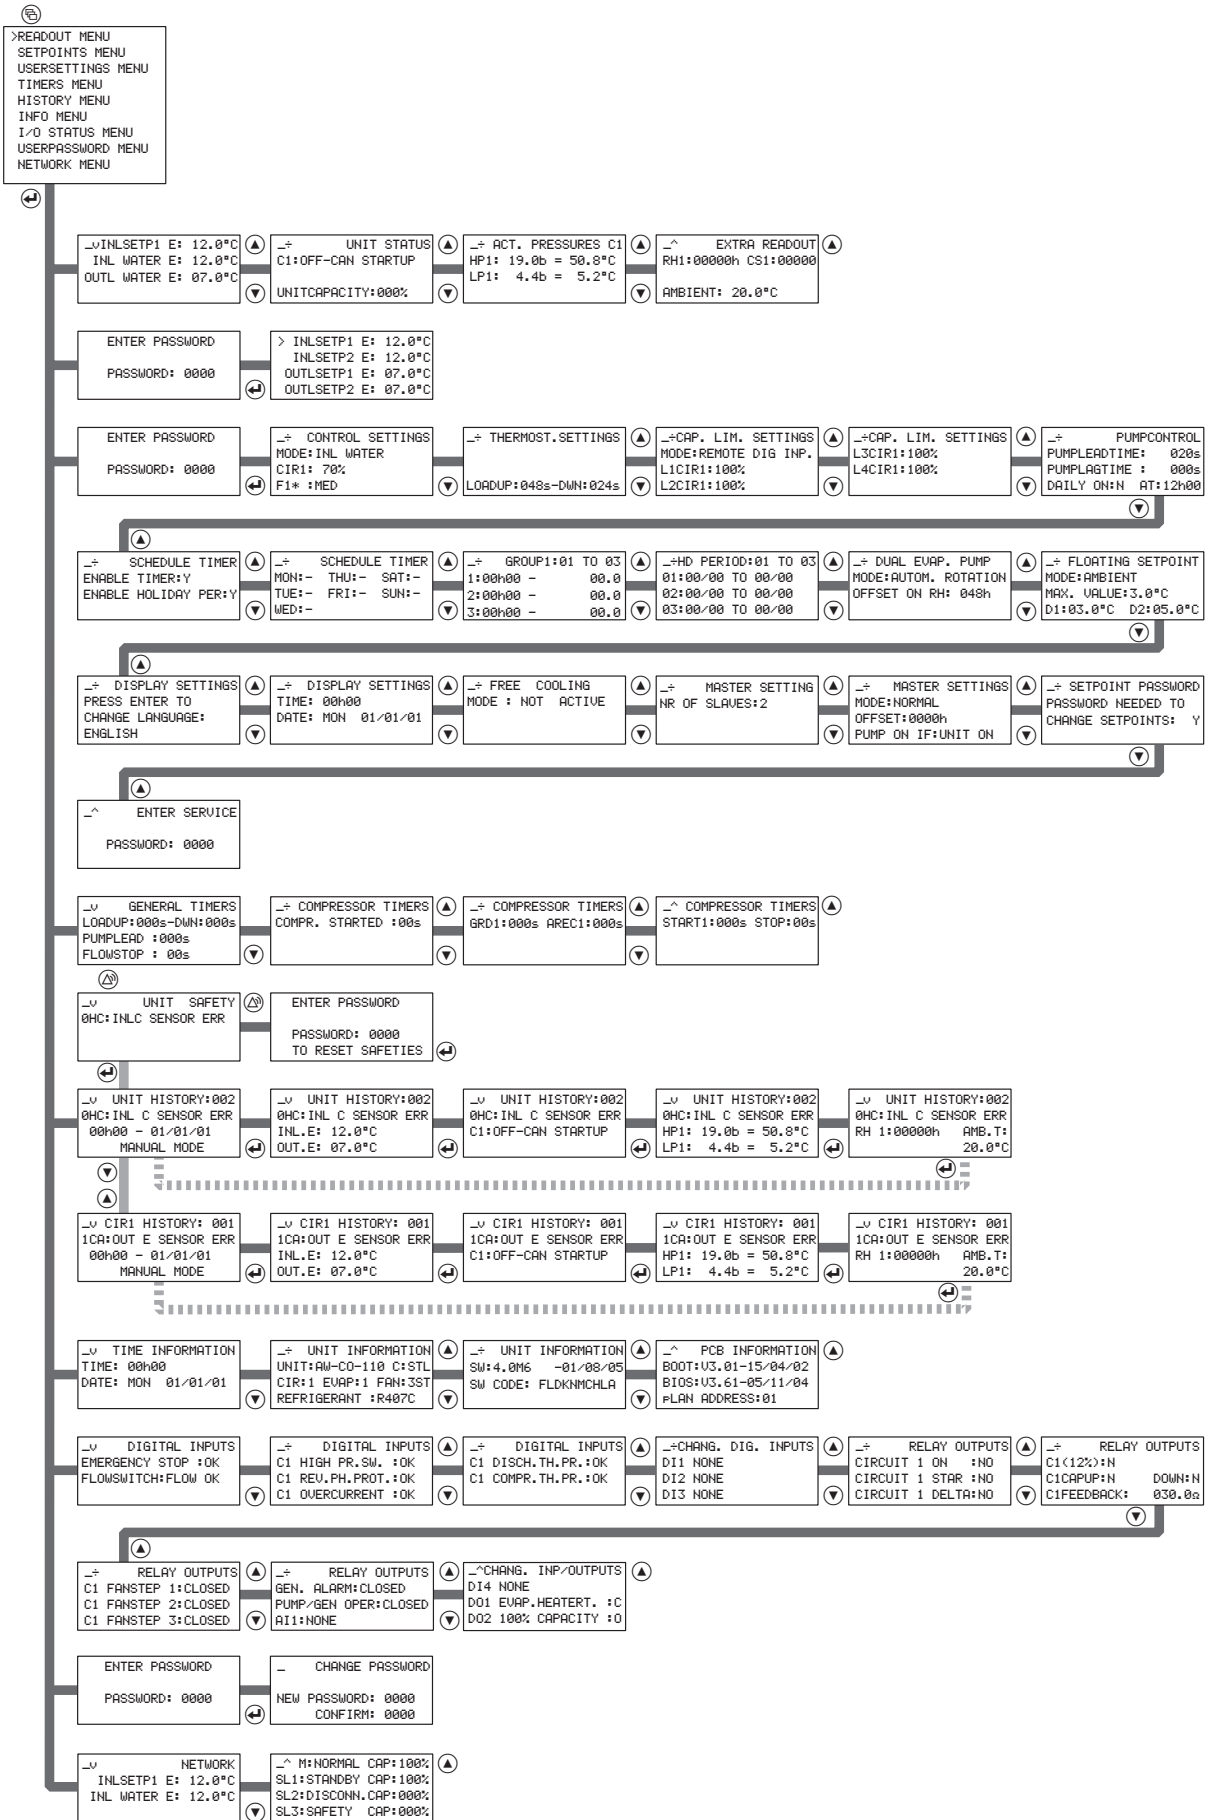 >READOUT MENU
SETPOINTS MENU
USERSETTINGS MENU
TIMERS MENU
HISTORY MENU
INFO MENU
I/O STATUS MENU
USERPASSWORD MENU
NETWORK MENU
_vINLSETP1 E: 12.0°C
INL WATER E: 12.0°C
OUTL WATER E: 07.0°C
_÷ UNIT STATUS
C1:OFF-CAN STARTUP
UNITCAPACITY:000%
_÷ ACT. PRESSURES C1
HP1: 19.0b = 50.8°C
LP1: 4.4b = 5.2°C
_^ EXTRA READOUT
RH1:00000h CS1:00000
AMBIENT: 20.0°C
ENTER PASSWORD
PASSWORD: 0000
> INLSETP1 E: 12.0°C
INLSETP2 E: 12.0°C
OUTLSETP1 E: 07.0°C
OUTLSETP2 E: 07.0°C
ENTER PASSWORD
PASSWORD: 0000
_÷ CONTROL SETTINGS
MODE:INL WATER
CIR1: 70%
F1* :MED
_÷ THERMOST.SETTINGS
LOADUP:048s-DWN:024s
_÷CAP. LIM. SETTINGS
MODE:REMOTE DIG INP.
L1CIR1:100%
L2CIR1:100%
_÷CAP. LIM. SETTINGS
L3CIR1:100%
L4CIR1:100%
_÷ PUMPCONTROL
PUMPLEADTIME: 020s
PUMPLAGTIME : 000s
DAILY ON:N AT:12h00
_÷ SCHEDULE TIMER
ENABLE TIMER:Y
ENABLE HOLIDAY PER:Y
_÷ SCHEDULE TIMER
MON:- THU:- SAT:-
TUE:- FRI:- SUN:-
WED:-
_÷ GROUP1:01 TO 03
1:00h00 - 00.0
2:00h00 - 00.0
3:00h00 - 00.0
_÷HD PERIOD:01 TO 03
01:00/00 TO 00/00
02:00/00 TO 00/00
03:00/00 TO 00/00
_÷ DUAL EVAP. PUMP
MODE:AUTOM. ROTATION
OFFSET ON RH: 048h
_÷ FLOATING SETPOINT
MODE:AMBIENT
MAX. VALUE:3.0°C
D1:03.0°C D2:05.0°C
_÷ DISPLAY SETTINGS
PRESS ENTER TO
CHANGE LANGUAGE:
ENGLISH
_÷ DISPLAY SETTINGS
TIME: 00h00
DATE: MON 01/01/01
_÷ FREE COOLING
MODE : NOT ACTIVE
_÷ MASTER SETTING
NR OF SLAVES:2
_÷ MASTER SETTINGS
MODE:NORMAL
OFFSET:0000h
PUMP ON IF:UNIT ON
_÷ SETPOINT PASSWORD
PASSWORD NEEDED TO
CHANGE SETPOINTS: Y
_^ ENTER SERVICE
PASSWORD: 0000
_v GENERAL TIMERS
LOADUP:000s-DWN:000s
PUMPLEAD :000s
FLOWSTOP : 00s
_÷ COMPRESSOR TIMERS
COMPR. STARTED :00s
_÷ COMPRESSOR TIMERS
GRD1:000s AREC1:000s
_^ COMPRESSOR TIMERS
START1:000s STOP:00s
_v UNIT SAFETY
0HC:INLC SENSOR ERR
ENTER PASSWORD
PASSWORD: 0000
TO RESET SAFETIES
_v UNIT HISTORY:002
0HC:INL C SENSOR ERR
00h00 - 01/01/01
MANUAL MODE
_v UNIT HISTORY:002
0HC:INL C SENSOR ERR
INL.E: 12.0°C
OUT.E: 07.0°C
_v UNIT HISTORY:002
0HC:INL C SENSOR ERR
C1:OFF-CAN STARTUP
_v UNIT HISTORY:002
0HC:INL C SENSOR ERR
HP1: 19.0b = 50.8°C
LP1: 4.4b = 5.2°C
_v UNIT HISTORY:002
0HC:INL C SENSOR ERR
RH 1:00000h AMB.T:
20.0°C
_v CIR1 HISTORY: 001
1CA:OUT E SENSOR ERR
00h00 - 01/01/01
MANUAL MODE
_v CIR1 HISTORY: 001
1CA:OUT E SENSOR ERR
INL.E: 12.0°C
OUT.E: 07.0°C
_v CIR1 HISTORY: 001
1CA:OUT E SENSOR ERR
C1:OFF-CAN STARTUP
_v CIR1 HISTORY: 001
1CA:OUT E SENSOR ERR
HP1: 19.0b = 50.8°C
LP1: 4.4b = 5.2°C
_v CIR1 HISTORY: 001
1CA:OUT E SENSOR ERR
RH 1:00000h AMB.T:
20.0°C
_v TIME INFORMATION
TIME: 00h00
DATE: MON 01/01/01
_÷ UNIT INFORMATION
UNIT:AW-CO-110 C:STL
CIR:1 EVAP:1 FAN:3ST
REFRIGERANT :R407C
_÷ UNIT INFORMATION
SW:4.0M6 -01/08/05
SW CODE: FLDKNMCHLA
_^ PCB INFORMATION
BOOT:V3.01-15/04/02
BIOS:V3.61-05/11/04
pLAN ADDRESS:01
_v DIGITAL INPUTS
EMERGENCY STOP :OK
FLOWSWITCH:FLOW OK
_÷ DIGITAL INPUTS
C1 HIGH PR.SW. :OK
C1 REV.PH.PROT.:OK
C1 OVERCURRENT :OK
_÷ DIGITAL INPUTS
C1 DISCH.TH.PR.:OK
C1 COMPR.TH.PR.:OK
_÷CHANG. DIG. INPUTS
DI1 NONE
DI2 NONE
DI3 NONE
_÷ RELAY OUTPUTS
CIRCUIT 1 ON :NO
CIRCUIT 1 STAR :NO
CIRCUIT 1 DELTA:NO
_÷ RELAY OUTPUTS
C1(12%):N
C1CAPUP:N DOWN:N
C1FEEDBACK: 030.0Ω
_÷ RELAY OUTPUTS
C1 FANSTEP 1:CLOSED
C1 FANSTEP 2:CLOSED
C1 FANSTEP 3:CLOSED
_÷ RELAY OUTPUTS
GEN. ALARM:CLOSED
PUMP/GEN OPER:CLOSED
AI1:NONE
_^CHANG. INP/OUTPUTS
DI4 NONE
DO1 EVAP.HEATERT. :C
DO2 100% CAPACITY :O
ENTER PASSWORD
PASSWORD: 0000
_ CHANGE PASSWORD
NEW PASSWORD: 0000
CONFIRM: 0000
_v NETWORK
INLSETP1 E: 12.0°C
INL WATER E: 12.0°C
_^ M:NORMAL CAP:100%
SL1:STANDBY CAP:100%
SL2:DISCONN.CAP:000%
SL3:SAFETY CAP:000%